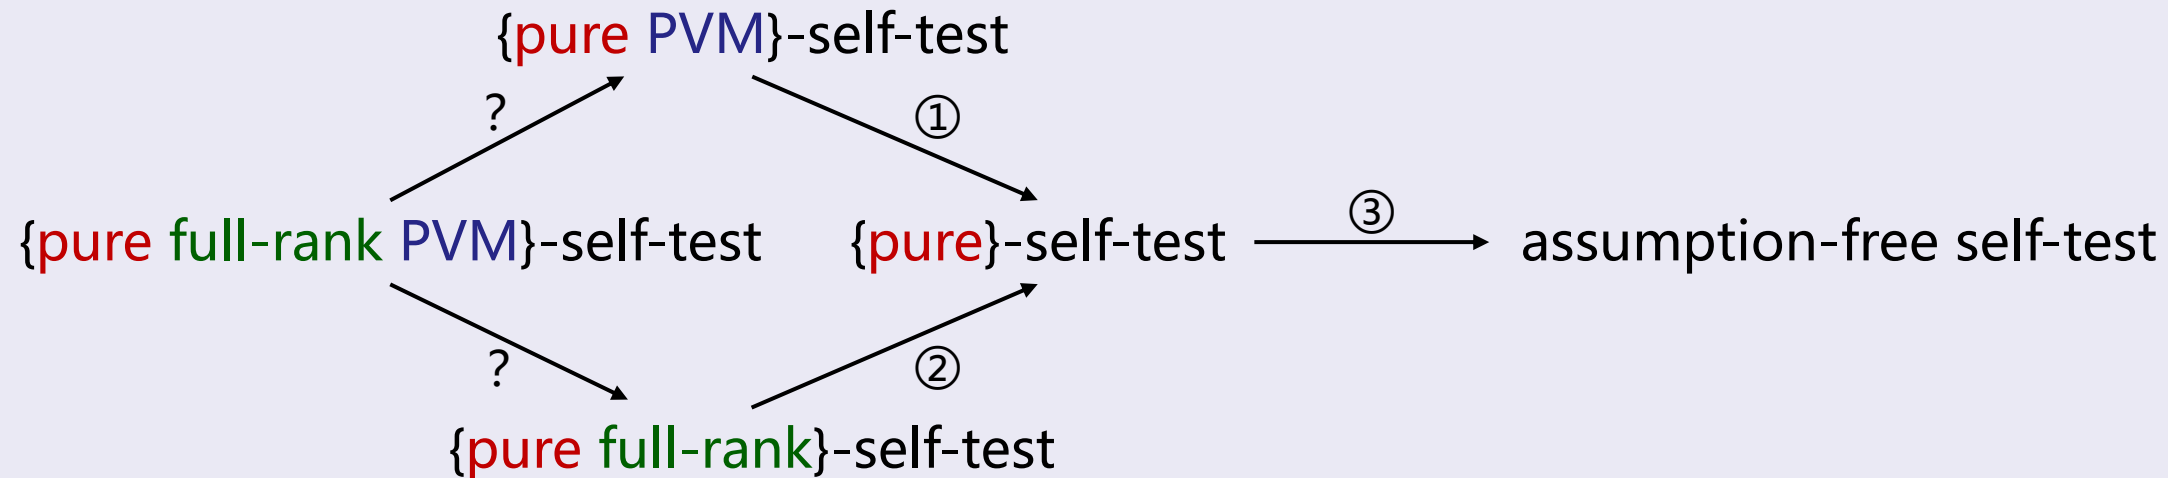 {pure PVM}-self-test
?
①
{pure full-rank PVM}-self-test
{pure}-self-test
③
assumption-free self-test
?
②
{pure full-rank}-self-test